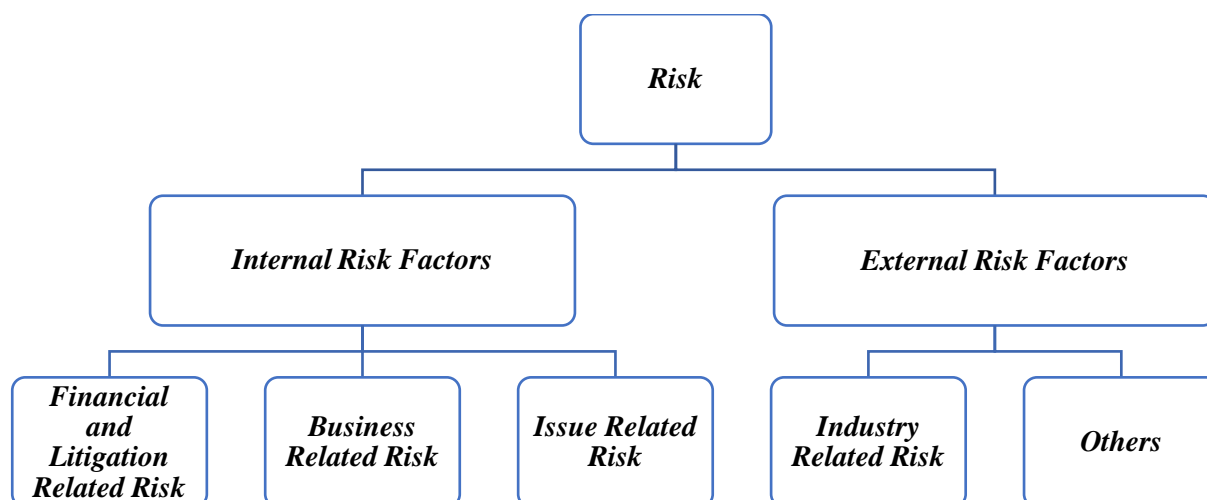 Risk
Internal Risk Factors
External Risk Factors
Financial
and
Litigation
Related Risk
Business
Related Risk
Issue Related
Risk
Industry
Related Risk
Others